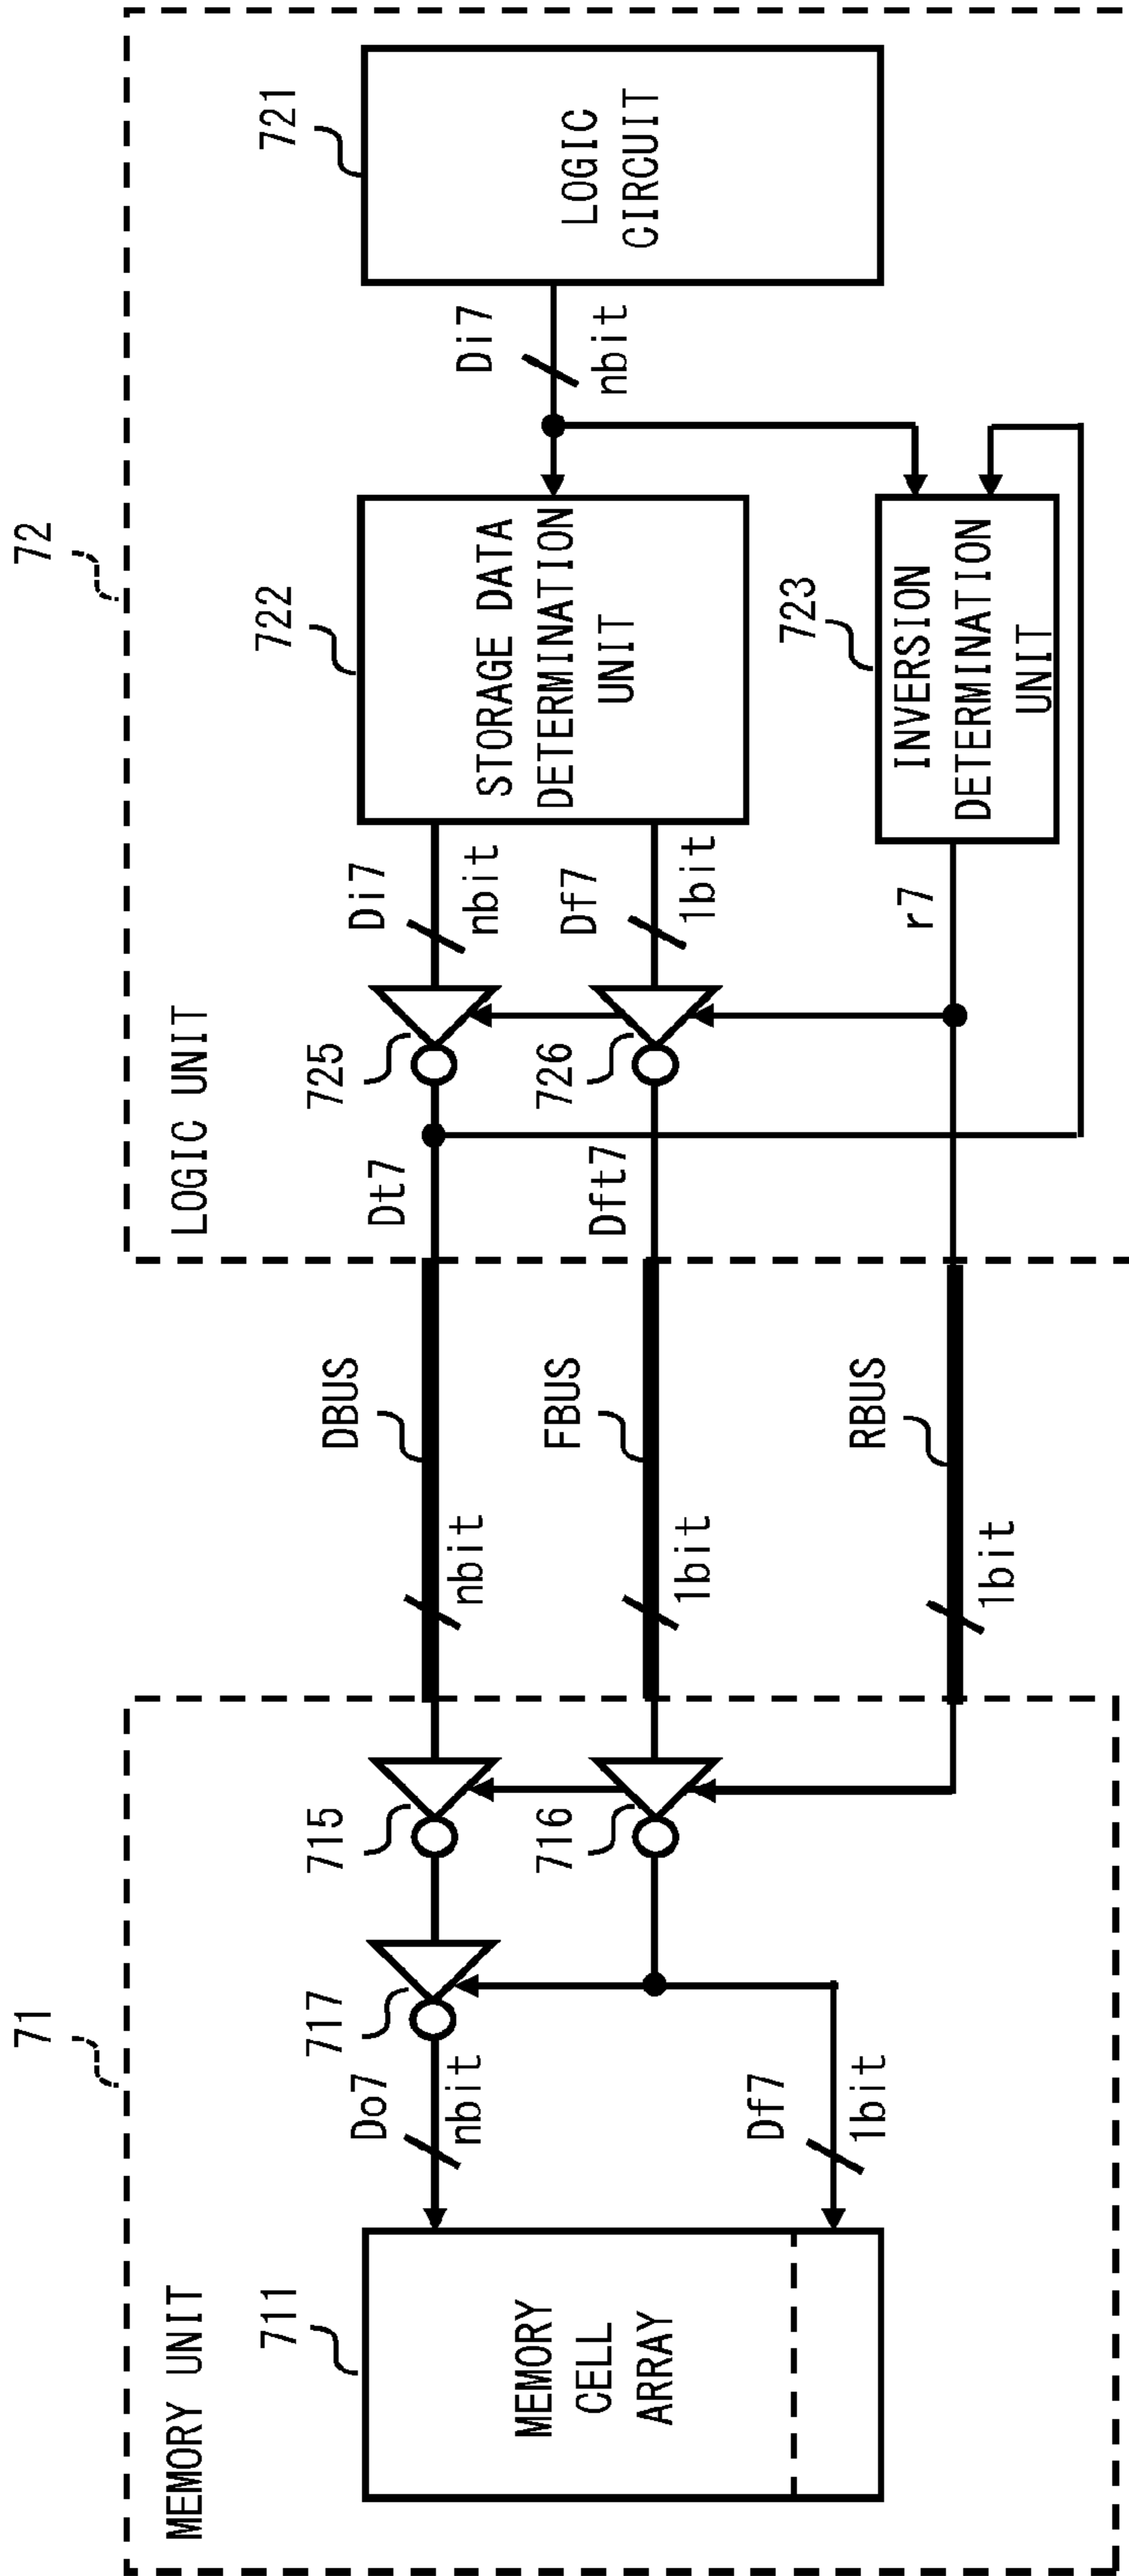 71
72
MEMORY UNIT
LOGIC UNIT
711
MEMORY
CELL
ARRAY
Do7
nbit
Df7
1bit
717
715
716
DBUS
nbit
FBUS
1bit
RBUS
1bit
Dt7
Dft7
725
726
Di7
nbit
Df7
1bit
r7
722
STORAGE DATA
DETERMINATION
UNIT
723
INVERSION
DETERMINATION
UNIT
Di7
nbit
721
LOGIC
CIRCUIT